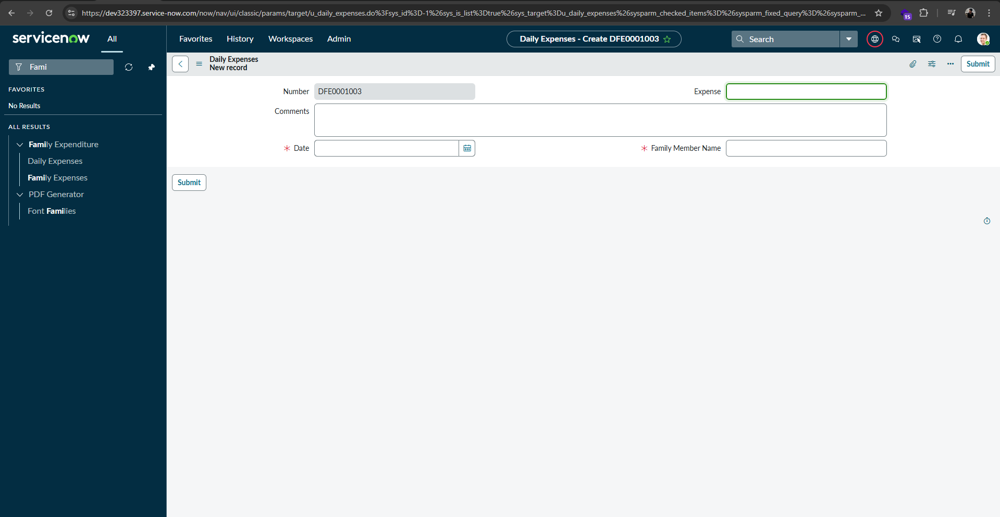 https://dev323397.service-now.com/now/nav/ui/classic/params/target/u_daily_expenses.do%3Fsys_id%3D-1%26sys_is_list%3Dtrue%26sys_target%3Du_daily_expenses%26sysparm_checked_items%3D%26sysparm_fixed_query%3D%26sysparm_...
15
servicenow
All
Favorites
History
Workspaces
Admin
Daily Expenses - Create DFE0001003
Search
Fami
FAVORITES
No Results
ALL RESULTS
Family Expenditure
Daily Expenses
Family Expenses
PDF Generator
Font Families
Daily Expenses
New record
Submit
Number
DFE0001003
Expense
Comments
* Date
* Family Member Name
Submit